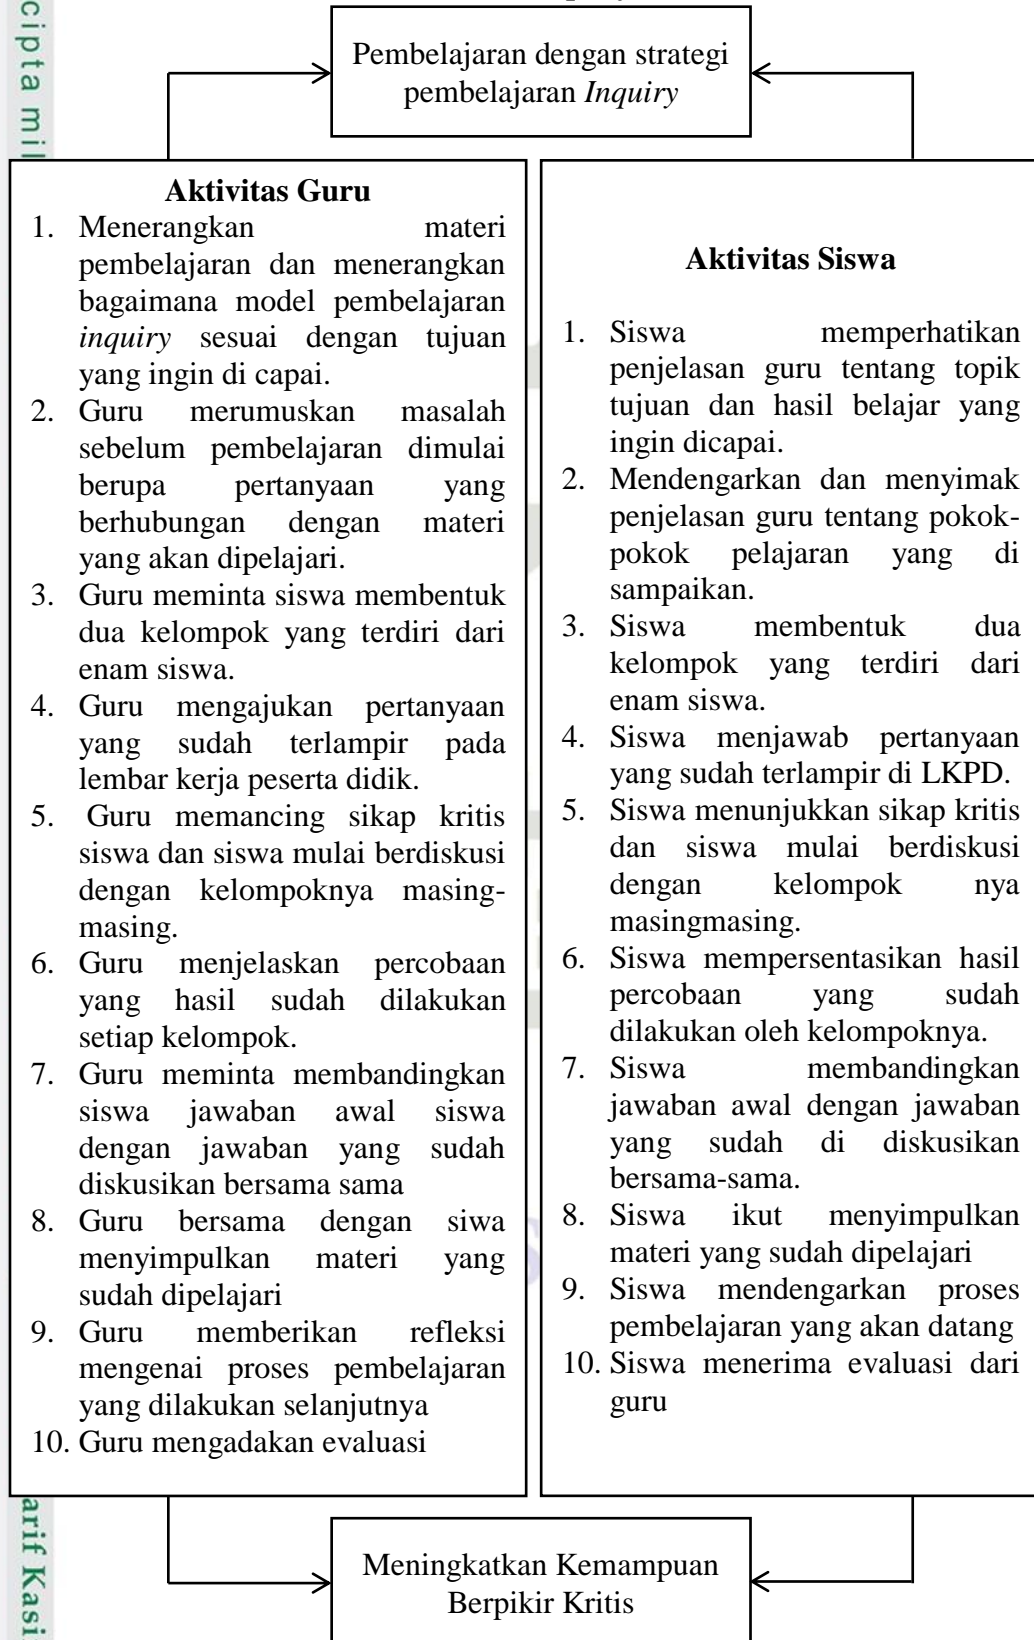 Pembelajaran dengan strategi
pembelajaran Inquiry
Aktivitas Guru
1. Menerangkan materi
pembelajaran dan menerangkan
bagaimana model pembelajaran
inquiry sesuai dengan tujuan
yang ingin di capai.
2. Guru merumuskan masalah
sebelum pembelajaran dimulai
berupa pertanyaan yang
berhubungan dengan materi
yang akan dipelajari.
3. Guru meminta siswa membentuk
dua kelompok yang terdiri dari
enam siswa.
4. Guru mengajukan pertanyaan
yang sudah terlampir pada
lembar kerja peserta didik.
5. Guru memancing sikap kritis
siswa dan siswa mulai berdiskusi
dengan kelompoknya masing-
masing.
6. Guru menjelaskan percobaan
yang hasil sudah dilakukan
setiap kelompok.
7. Guru meminta membandingkan
siswa jawaban awal siswa
dengan jawaban yang sudah
diskusikan bersama sama
8. Guru bersama dengan siwa
menyimpulkan materi yang
sudah dipelajari
9. Guru memberikan refleksi
mengenai proses pembelajaran
yang dilakukan selanjutnya
10. Guru mengadakan evaluasi
Aktivitas Siswa
1. Siswa memperhatikan
penjelasan guru tentang topik
tujuan dan hasil belajar yang
ingin dicapai.
2. Mendengarkan dan menyimak
penjelasan guru tentang pokok-
pokok pelajaran yang di
sampaikan.
3. Siswa membentuk dua
kelompok yang terdiri dari
enam siswa.
4. Siswa menjawab pertanyaan
yang sudah terlampir di LKPD.
5. Siswa menunjukkan sikap kritis
dan siswa mulai berdiskusi
dengan kelompok nya
masingmasing.
6. Siswa mempersentasikan hasil
percobaan yang sudah
dilakukan oleh kelompoknya.
7. Siswa membandingkan
jawaban awal dengan jawaban
yang sudah di diskusikan
bersama-sama.
8. Siswa ikut menyimpulkan
materi yang sudah dipelajari
9. Siswa mendengarkan proses
pembelajaran yang akan datang
10. Siswa menerima evaluasi dari
guru
Meningkatkan Kemampuan
Berpikir Kritis
cipta mil
arif Kasi